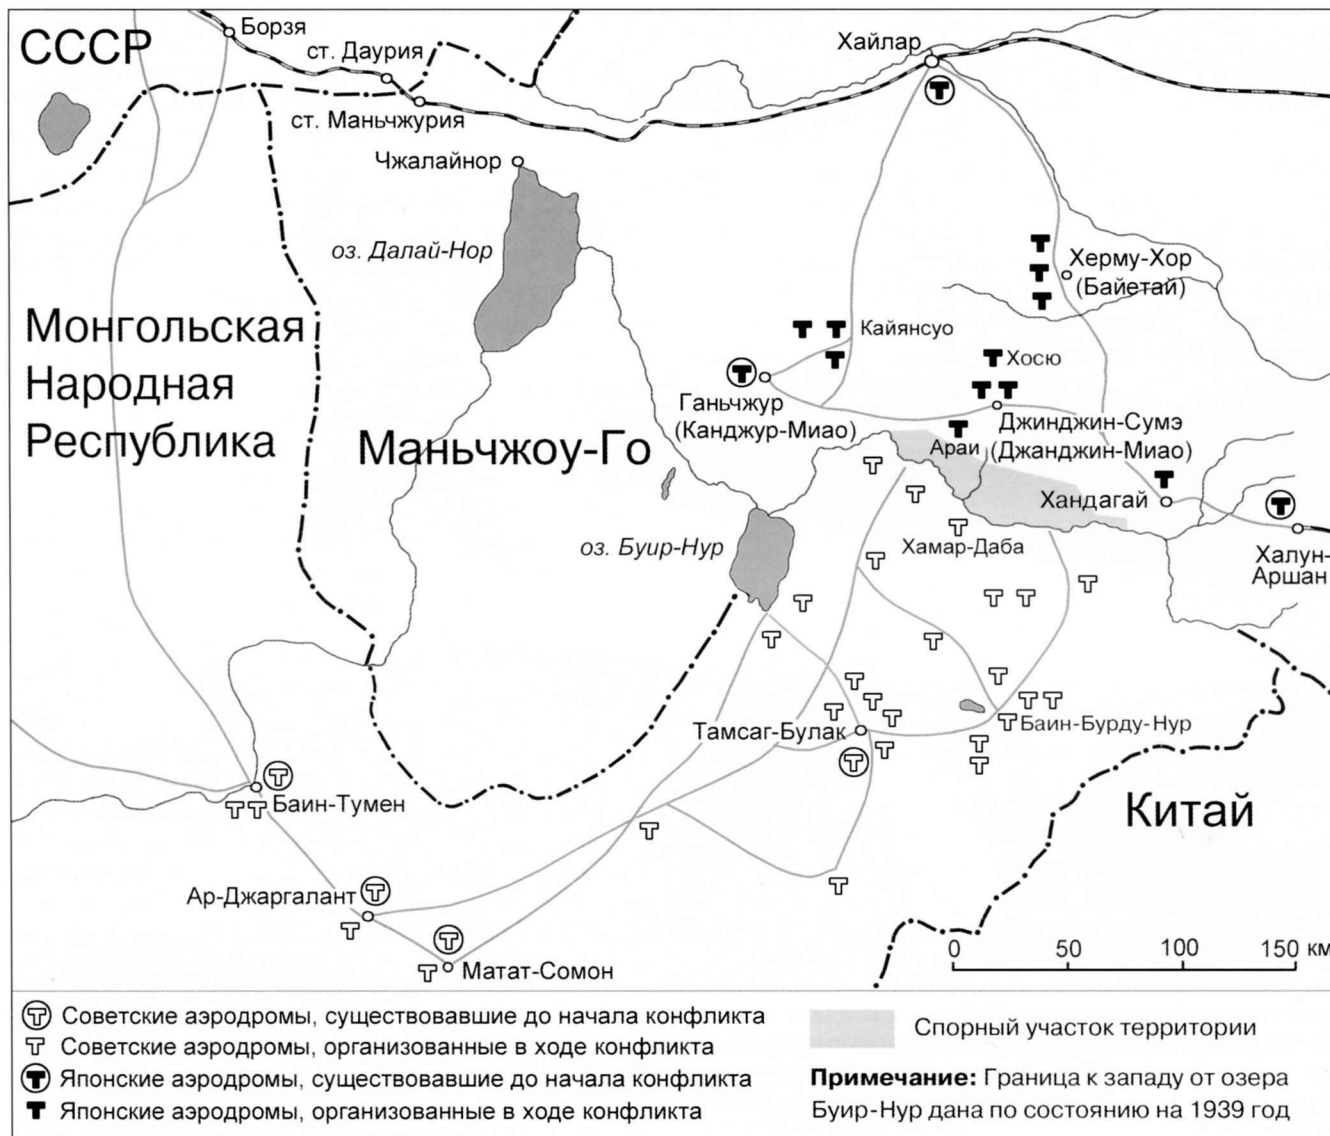 СССР
Борзя
ст. Даурия
ст. Маньчжурия
Хайлар
Чжалайнор
оз. Далай-Нор
Херму-Хор
(Байетай)
Монгольская
Народная
Республика
Кайянсуо
Хосю
Ганьчжур
(Канджур-Миао)
Джинджин-Сумэ
(Джанджин-Миао)
Араи
Маньчжоу-Го
Хандагай
оз. Буир-Нур
Хамар-Даба
Халун-
Аршан
Тамсаг-Булак
Баин-Бурду-Нур
Баин-Тумен
Китай
Ар-Джаргалант
Матат-Сомон
0 50 100 150 км
Советские аэродромы, существовавшие до начала конфликта
Советские аэродромы, организованные в ходе конфликта
Японские аэродромы, существовавшие до начала конфликта
Японские аэродромы, организованные в ходе конфликта
Спорный участок территории
Примечание: Граница к западу от озера
Буир-Нур дана по состоянию на 1939 год